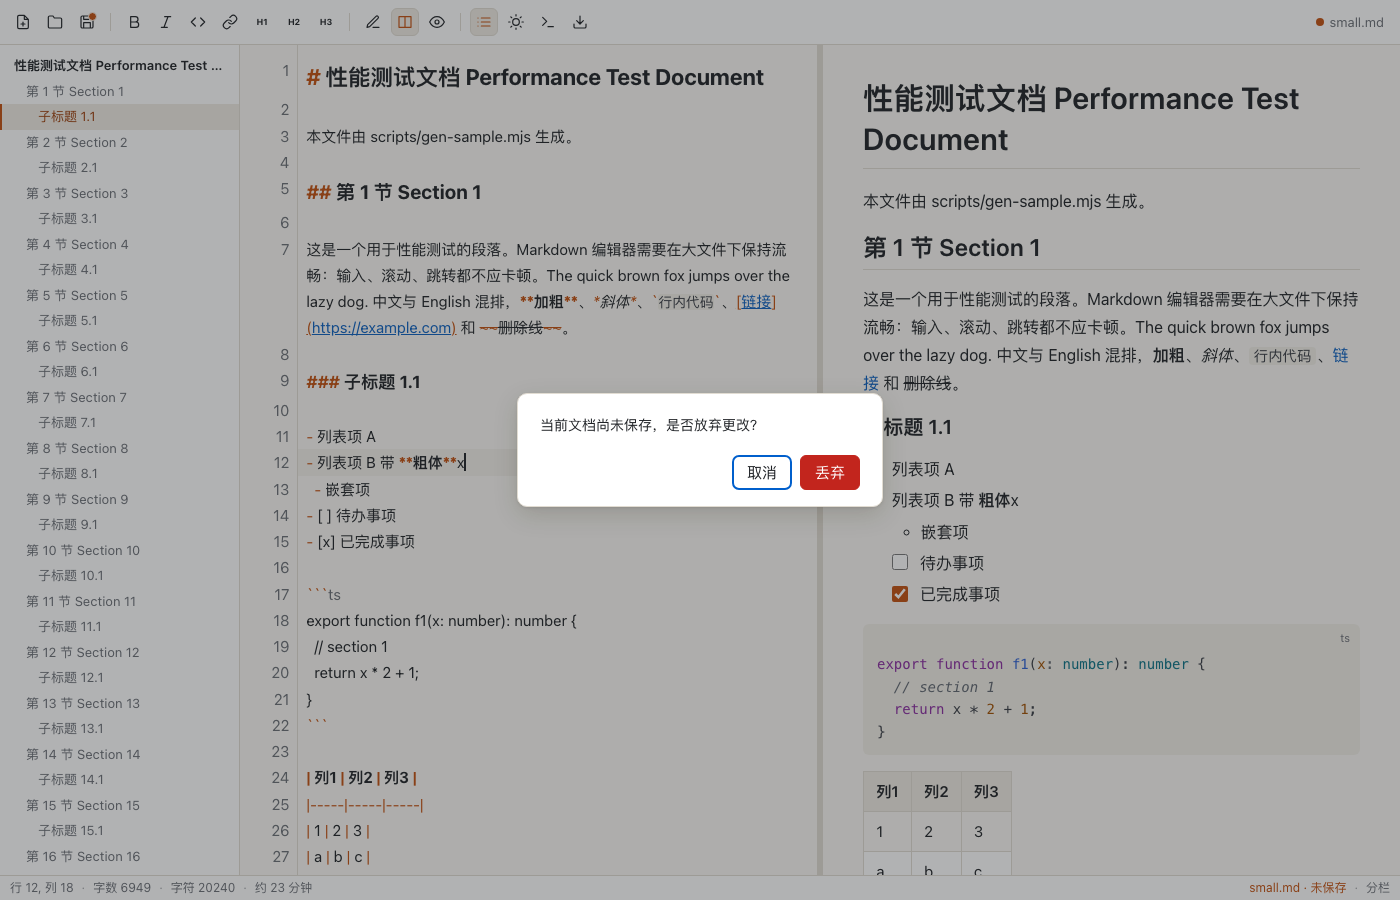 H1 H2 H3 small.md
性能测试文档 Performance Test ...
第 1 节 Section 1
子标题 1.1
第 2 节 Section 2
子标题 2.1
第 3 节 Section 3
子标题 3.1
第 4 节 Section 4
子标题 4.1
第 5 节 Section 5
子标题 5.1
第 6 节 Section 6
子标题 6.1
第 7 节 Section 7
子标题 7.1
第 8 节 Section 8
子标题 8.1
第 9 节 Section 9
子标题 9.1
第 10 节 Section 10
子标题 10.1
第 11 节 Section 11
子标题 11.1
第 12 节 Section 12
子标题 12.1
第 13 节 Section 13
子标题 13.1
第 14 节 Section 14
子标题 14.1
第 15 节 Section 15
子标题 15.1
第 16 节 Section 16
1 # 性能测试文档 Performance Test Document
2
3 本文件由 scripts/gen-sample.mjs 生成。
4
5 ## 第 1 节 Section 1
6
7 这是一个用于性能测试的段落。Markdown 编辑器需要在大文件下保持流
畅：输入、滚动、跳转都不应卡顿。The quick brown fox jumps over the
lazy dog. 中文与 English 混排，**加粗**、*斜体*、`行内代码`、[链接]
(https://example.com) 和 ~~删除线~~。
8
9 ### 子标题 1.1
10
11 - 列表项 A
12 - 列表项 B 带 **粗体**x
13 - 嵌套项
14 - [ ] 待办事项
15 - [x] 已完成事项
16
17 ```ts
18 export function f1(x: number): number {
19 // section 1
20 return x * 2 + 1;
21 }
22 ```
23
24 | 列1 | 列2 | 列3 |
25 |-----|-----|-----|
26 | 1 | 2 | 3 |
27 | a | b | c |
性能测试文档 Performance Test
Document
本文件由 scripts/gen-sample.mjs 生成。
第 1 节 Section 1
这是一个用于性能测试的段落。Markdown 编辑器需要在大文件下保持
流畅：输入、滚动、跳转都不应卡顿。The quick brown fox jumps
over the lazy dog. 中文与 English 混排，加粗、斜体、 行内代码 、链
接 和 删除线。
标题 1.1
列表项 A
列表项 B 带 粗体x
嵌套项
待办事项
已完成事项
ts
export function f1(x: number): number {
// section 1
return x * 2 + 1;
}
列1 列2 列3
1 2 3
a b c
当前文档尚未保存，是否放弃更改?
取消 丢弃
行 12, 列 18 · 字数 6949 · 字符 20240 · 约 23 分钟
small.md · 未保存 · 分栏